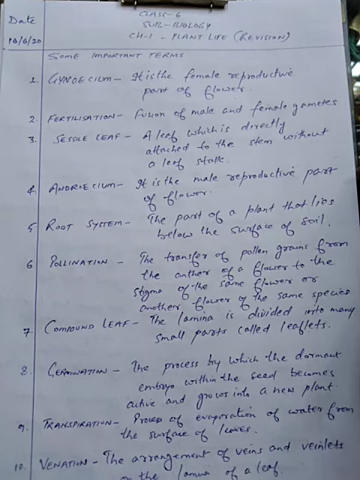 Date
CLASS-6
SUB-BIOLOGY
CH-1 - PLANT LIFE (REVISION)
SOME IMPORTANT TERMS
1. GYNOECIUM - It is the female reproductive
part of flower.
2. FERTILISATION - Fusion of male and female gametes
3. SESSILE LEAF - A leaf which is directly
attached to the stem without
a leaf stalk.
4. ANDROECIUM - It is the male reproductive part
of flower.
5 ROOT SYSTEM - The part of a plant that lies
below the surface of soil.
6 POLLINATION - The transfer of pollen grains from
the anther of a flower to the
stigma of the same flower or
another flower of the same species
7 COMPOUND LEAF - The lamina is divided into many
small parts called leaflets.
8. GERMINATION - The process by which the dormant
embryo within the seed becomes
active and grows into a new plant.
9. TRANSPIRATION - Process of evaporation of water from
the surface of leaves.
10. VENATION - The arrangement of veins and veinlets
on the lamina of a leaf.